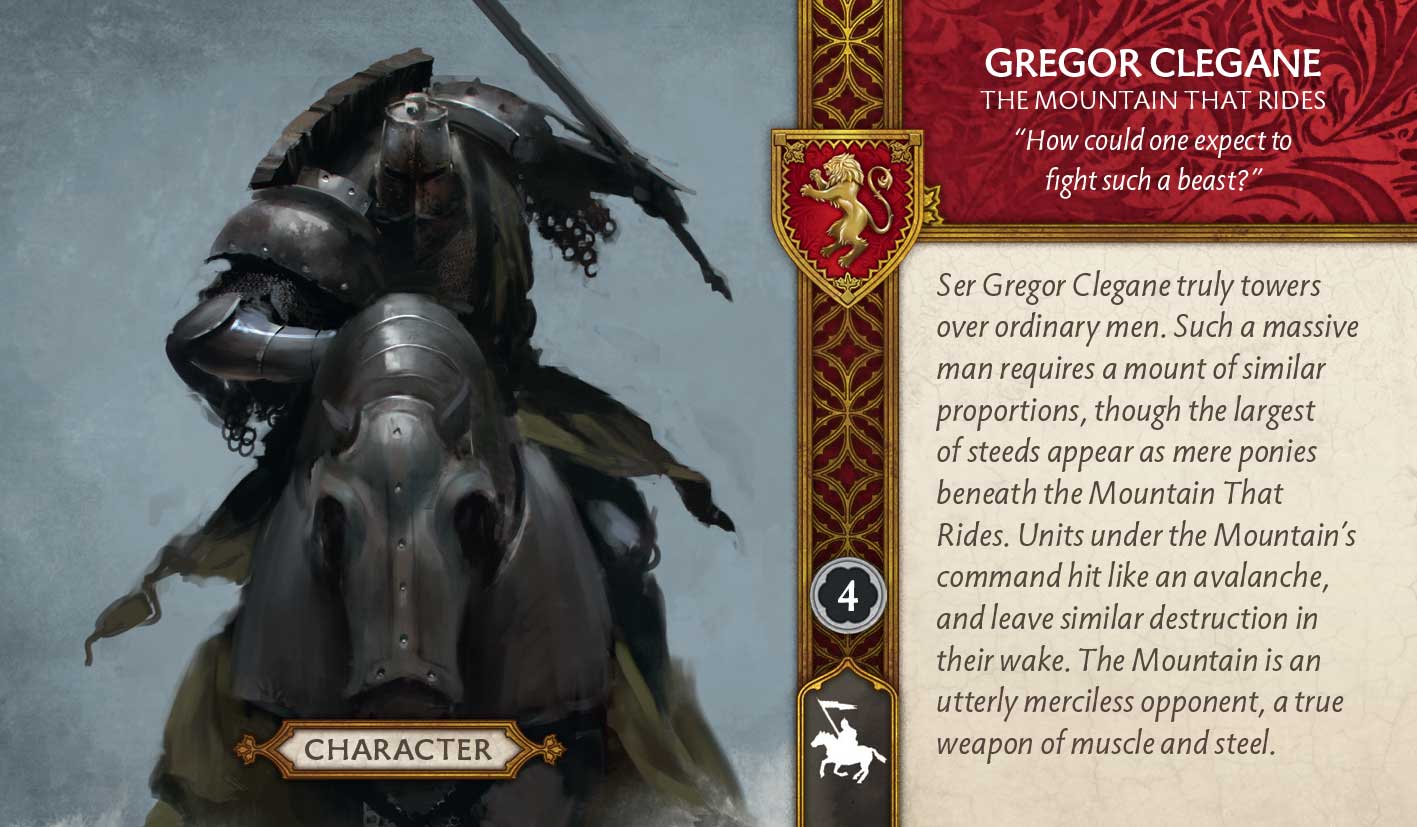 GREGOR CLEGANE
THE MOUNTAIN THAT RIDES
“How could one expect to
fight such a beast?”
Ser Gregor Clegane truly towers
over ordinary men. Such a massive
man requires a mount of similar
proportions, though the largest
of steeds appear as mere ponies
beneath the Mountain That
Rides. Units under the Mountain’s
command hit like an avalanche,
and leave similar destruction in
their wake. The Mountain is an
utterly merciless opponent, a true
weapon of muscle and steel.
4
CHARACTER